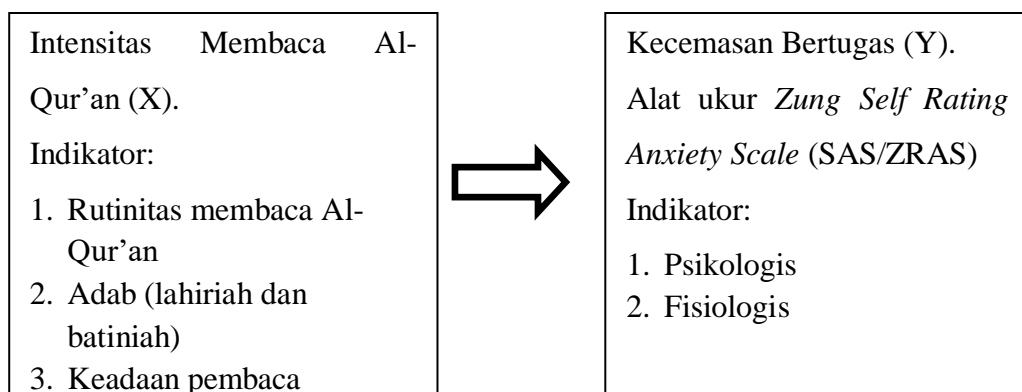 Intensitas Membaca Al-
Qur’an (X).
Indikator:
1. Rutinitas membaca Al-
Qur’an
2. Adab (lahiriah dan
batiniah)
3. Keadaan pembaca
Kecemasan Bertugas (Y).
Alat ukur Zung Self Rating
Anxiety Scale (SAS/ZRAS)
Indikator:
1. Psikologis
2. Fisiologis